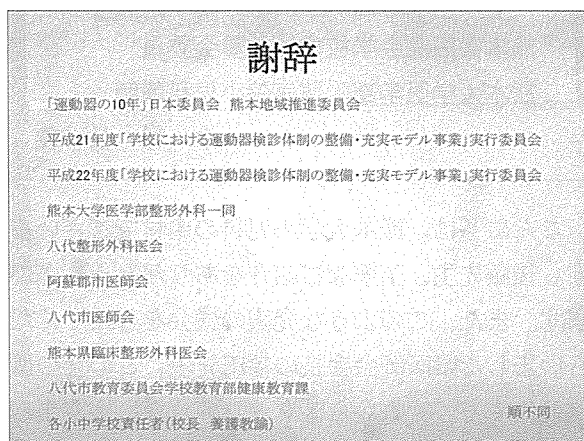 謝辞
「運動器の10年」日本委員会 熊本地域推進委員会
平成21年度「学校における運動器検診体制の整備・充実モデル事業」実行委員会
平成22年度「学校における運動器検診体制の整備・充実モデル事業」実行委員会
熊本大学医学部整形外科一同
八代整形外科医会
阿蘇郡市医師会
八代市医師会
熊本県臨床整形外科医会
八代市教育委員会学校教育部健康教育課
各小中学校責任者(校長 養護教諭)
順不同